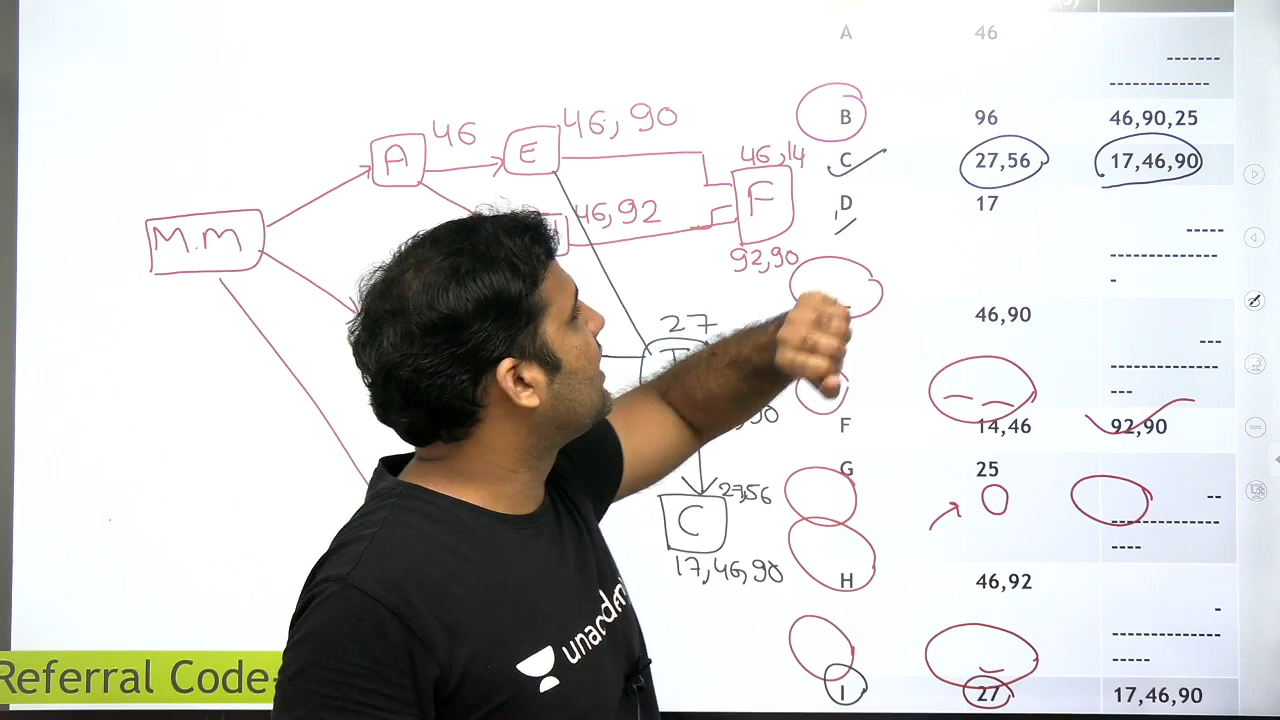 A 46
-------
-------------
B 96 46,90,25
C 27,56 17,46,90
D 17
-----
--------------
-
46,90
---
--------------
---
F 14,46 92,90
G 25
--
--------------
----
H 46,92
-
--------------
-----
I 27 17,46,90
M.M
A
46
E
46,90
46,92
46,14
F
92,90
27
27,56
C
17,46,90
unacademy
Referral Code-